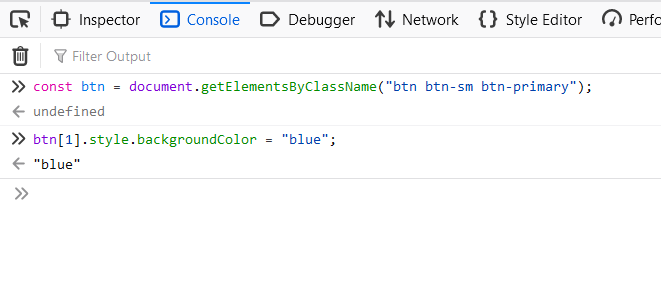 Inspector Console Debugger Network {} Style Editor Perfo
Filter Output
const btn = document.getElementsByClassName("btn btn-sm btn-primary");
undefined
btn[1].style.backgroundColor = "blue";
"blue"